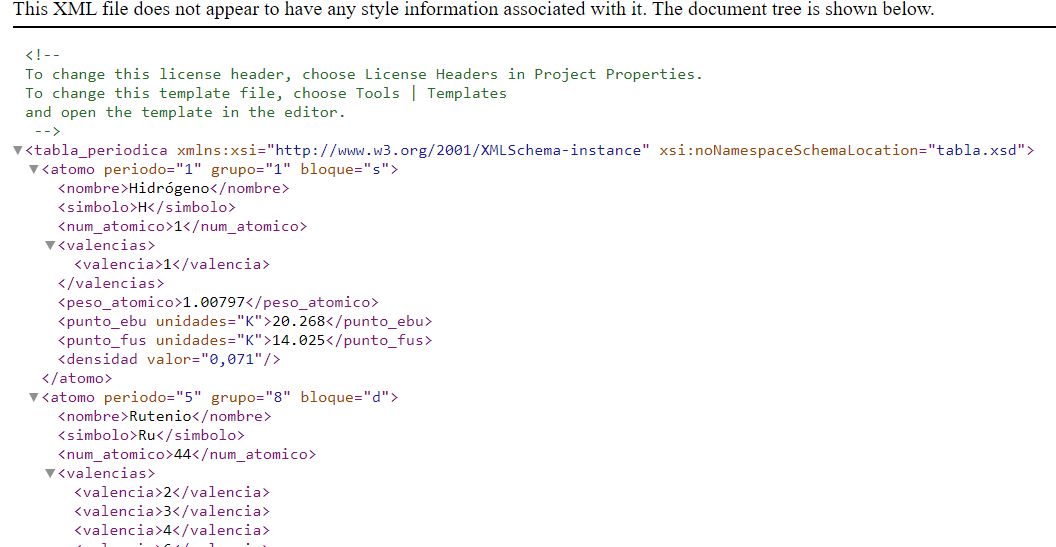 This XML file does not appear to have any style information associated with it. The document tree is shown below.
<!--
To change this license header, choose License Headers in Project Properties.
To change this template file, choose Tools | Templates
and open the template in the editor.
-->
▼<tabla_periodica xmlns:xsi="http://www.w3.org/2001/XMLSchema-instance" xsi:noNamespaceSchemaLocation="tabla.xsd">
▼<atomo periodo="1" grupo="1" bloque="s">
<nombre>Hidrógeno</nombre>
<simbolo>H</simbolo>
<num_atomico>1</num_atomico>
▼<valencias>
<valencia>1</valencia>
</valencias>
<peso_atomico>1.00797</peso_atomico>
<punto_ebu unidades="K">20.268</punto_ebu>
<punto_fus unidades="K">14.025</punto_fus>
<densidad valor="0,071"/>
</atomo>
▼<atomo periodo="5" grupo="8" bloque="d">
<nombre>Rutenio</nombre>
<simbolo>Ru</simbolo>
<num_atomico>44</num_atomico>
▼<valencias>
<valencia>2</valencia>
<valencia>3</valencia>
<valencia>4</valencia>